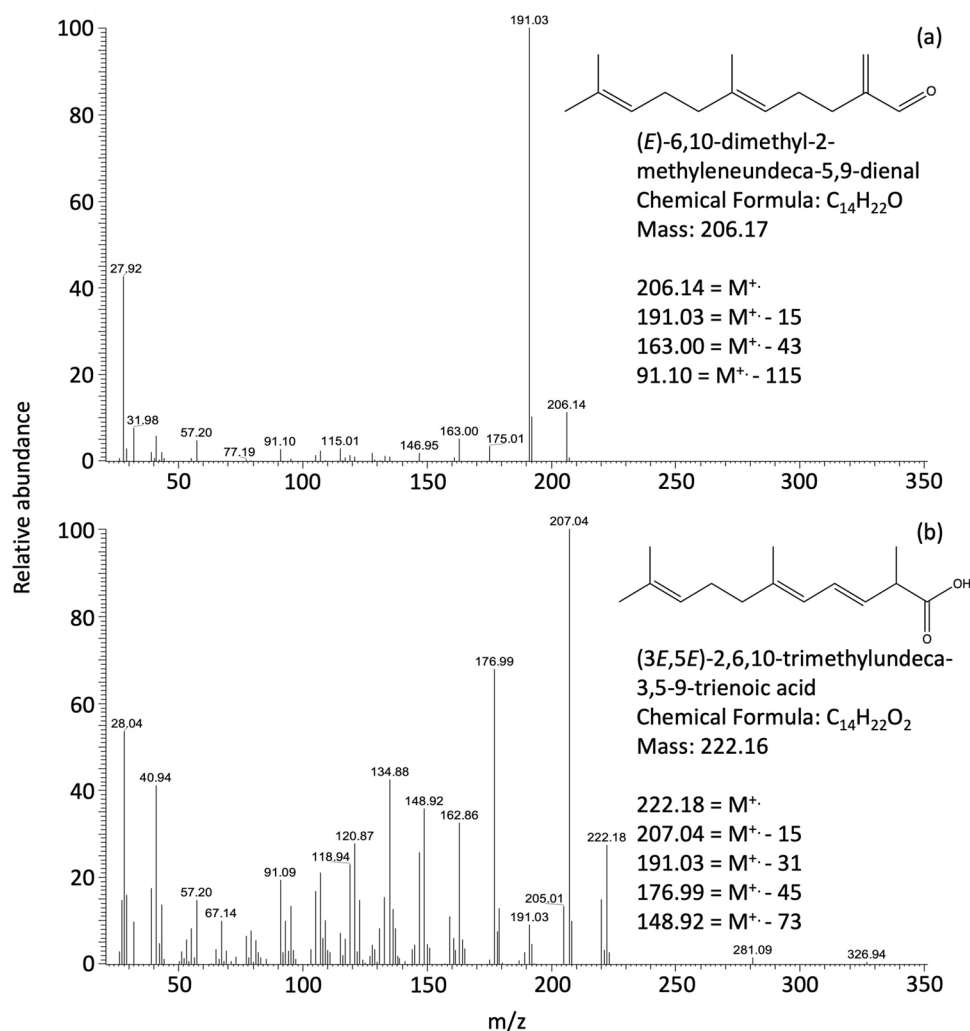 (a)
100
191.03
80
60
40
20
0
27.92
31.98
57.20
77.19
91.10
115.01
146.95
163.00
175.01
206.14
O
(E)-6,10-dimethyl-2-
methyleneundeca-5,9-dienal
Chemical Formula: C₁₄H₂₂O
Mass: 206.17
206.14 = M⁺·
191.03 = M⁺· - 15
163.00 = M⁺· - 43
91.10 = M⁺· - 115
50 100 150 200 250 300 350
Relative abundance
(b)
100
207.04
80
60
40
20
0
28.04
40.94
57.20
67.14
91.09
118.94
120.87
134.88
148.92
162.86
176.99
191.03
205.01
222.18
281.09
326.94
OH
O
(3E,5E)-2,6,10-trimethylundeca-
3,5-9-trienoic acid
Chemical Formula: C₁₄H₂₂O₂
Mass: 222.16
222.18 = M⁺·
207.04 = M⁺· - 15
191.03 = M⁺· - 31
176.99 = M⁺· - 45
148.92 = M⁺· - 73
50 100 150 200 250 300 350
m/z